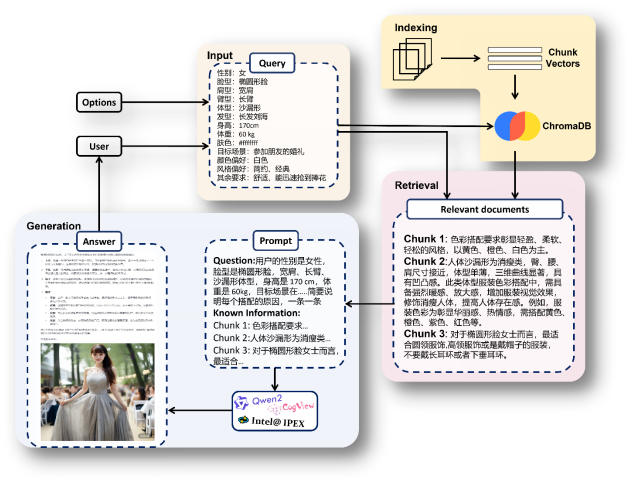 Indexing
Chunk
Vectors
ChromaDB
Input
Query
性别: 女
脸型: 椭圆形脸
肩型: 宽肩
臂型: 长臂
体型: 沙漏形
发型: 长发刘海
身高: 170cm
体重: 60 kg
肤色: #ffffff
目标场景: 参加朋友的婚礼
颜色偏好: 白色
风格偏好: 简约、经典
其余要求: 舒适、能迅速抢到捧花
Options
User
Retrieval
Relevant documents
Chunk 1: 色彩搭配要求彰显轻盈、柔软、
轻松的风格，以黄色、橙色、白色为主。
Chunk 2:人体沙漏形为消瘦类，臀、腰、
肩尺寸接近，体型单薄，三维曲线显著，具
有凹凸感。此类体型服装色彩搭配中，需具
备强烈暖感、放大感，增加服装视觉效果，
修饰消瘦人体，提高人体存在感。例如，服
装色彩为彰显华丽感、热情感，需搭配黄色、
橙色、紫色、红色等。
Chunk 3: 对于椭圆形脸女士而言，最适
合圆领服饰,高领服饰或是戴帽子的服装，
不要戴长耳环或者下垂耳环。
Generation
Answer
Prompt
Question:用户的性别是女性，
脸型是椭圆形脸，宽肩、长臂、
沙漏形体型，身高是 170 cm，体
重是 60kg，目标场景在.....简要说
明每个搭配的原因，一条一条
Known Information:
Chunk 1: 色彩搭配要求...
Chunk 2:人体沙漏形为消瘦类...
Chunk 3: 对于椭圆形脸女士而言，
最适合...
Qwen2
CogView
Intel@ IPEX